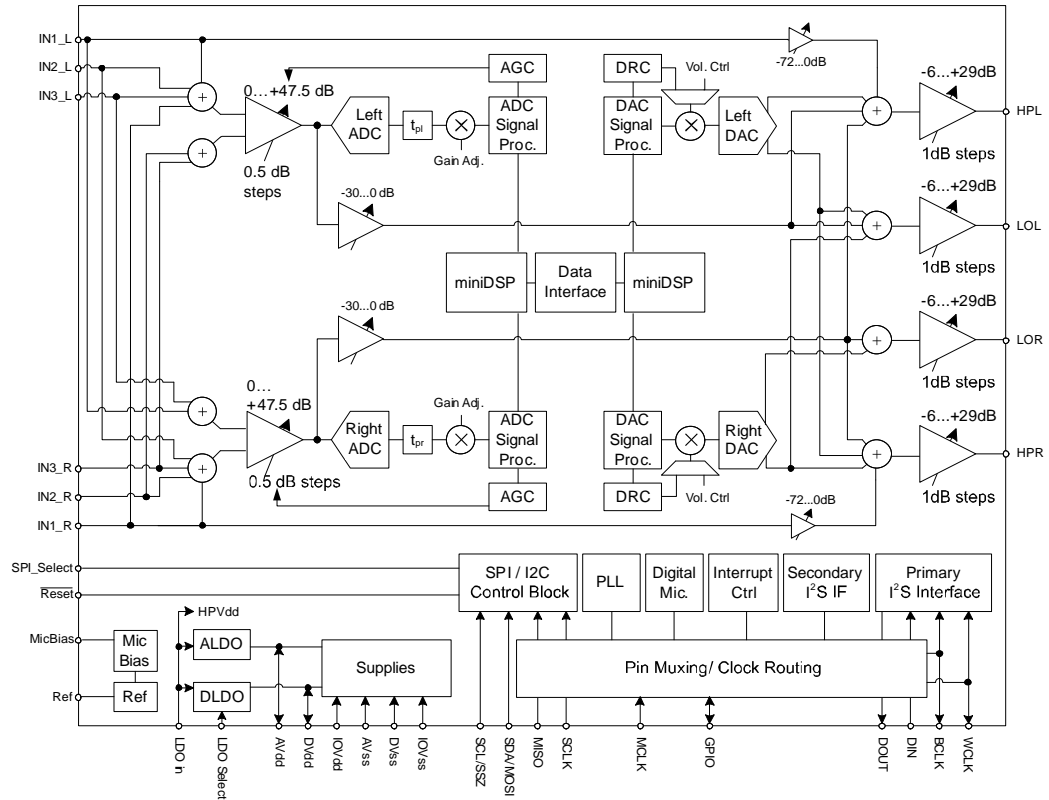 IN1_L
-72...0dB
IN2_L
AGC
DRC
Vol. Ctrl
-6...+29dB
IN3_L
0...+47.5 dB
Left
ADC
tpl
Gain Adj.
ADC
Signal
Proc.
DAC
Signal
Proc.
Left
DAC
HPL
1dB steps
0.5 dB
steps
-30...0 dB
-6...+29dB
LOL
1dB steps
miniDSP
Data
Interface
miniDSP
-30...0 dB
-6...+29dB
LOR
1dB steps
0...
+47.5 dB
Gain Adj.
Right
ADC
tpr
ADC
Signal
Proc.
DAC
Signal
Proc.
Right
DAC
-6...+29dB
HPR
1dB steps
IN3_R
0.5 dB steps
AGC
DRC
Vol. Ctrl
IN2_R
-72...0dB
IN1_R
SPI_Select
SPI / I2C
Control Block
PLL
Digital
Mic.
Interrupt
Ctrl
Secondary
I2S IF
Primary
I2S Interface
Reset
HPVdd
MicBias
Mic
Bias
ALDO
Supplies
Pin Muxing/ Clock Routing
Ref
Ref
DLDO
LDO in
LDO Select
AVdd
DVdd
IOVdd
AVss
DVss
IOVss
SCL/SSZ
SDA/MOSI
MISO
SCLK
MCLK
GPIO
DOUT
DIN
BCLK
WCLK